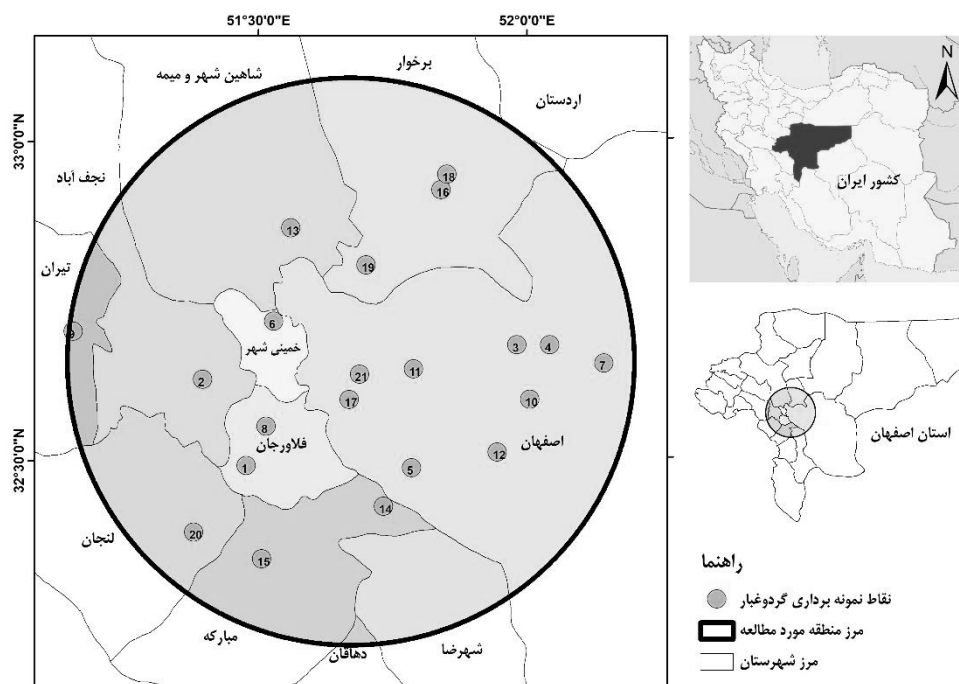 51°30'0"E
52°0'0"E
33°0'0"N
32°30'0"N
برخوار
شاهین شهر و میمه
اردستان
نجف آباد
18
16
13
تیران
19
6
9
خمینی شهر
3
4
7
11
21
2
10
17
8
فلاورجان
اصفهان
12
1
5
14
20
لنجان
15
مبارکه
شهرضا
دهاقان
N
کشور ایران
استان اصفهان
راهنما
نقاط نمونه برداری گردوغبار
مرز منطقه مورد مطالعه
مرز شهرستان